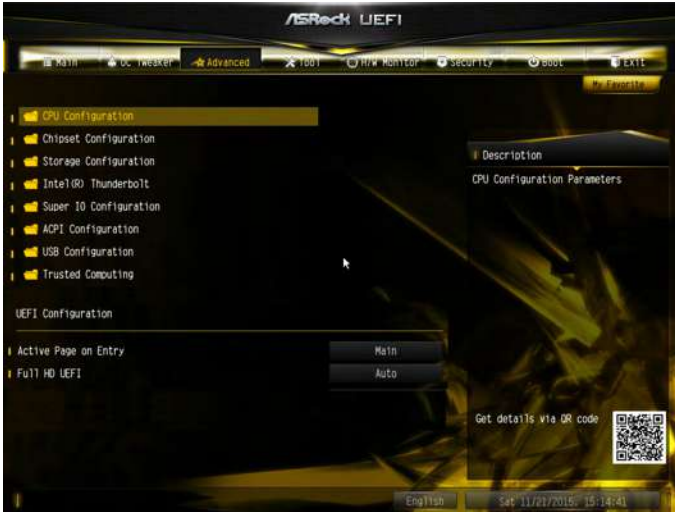 ASRock UEFI
Main
OC Tweaker
Advanced
Tool
H/W Monitor
Security
Boot
Exit
My Favorite
CPU Configuration
Chipset Configuration
Storage Configuration
Intel(R) Thunderbolt
Super IO Configuration
ACPI Configuration
USB Configuration
Trusted Computing
UEFI Configuration
Active Page on Entry
Main
Full HD UEFI
Auto
Description
CPU Configuration Parameters
Get details via QR code
English
Sat 11/21/2015, 15:14:41